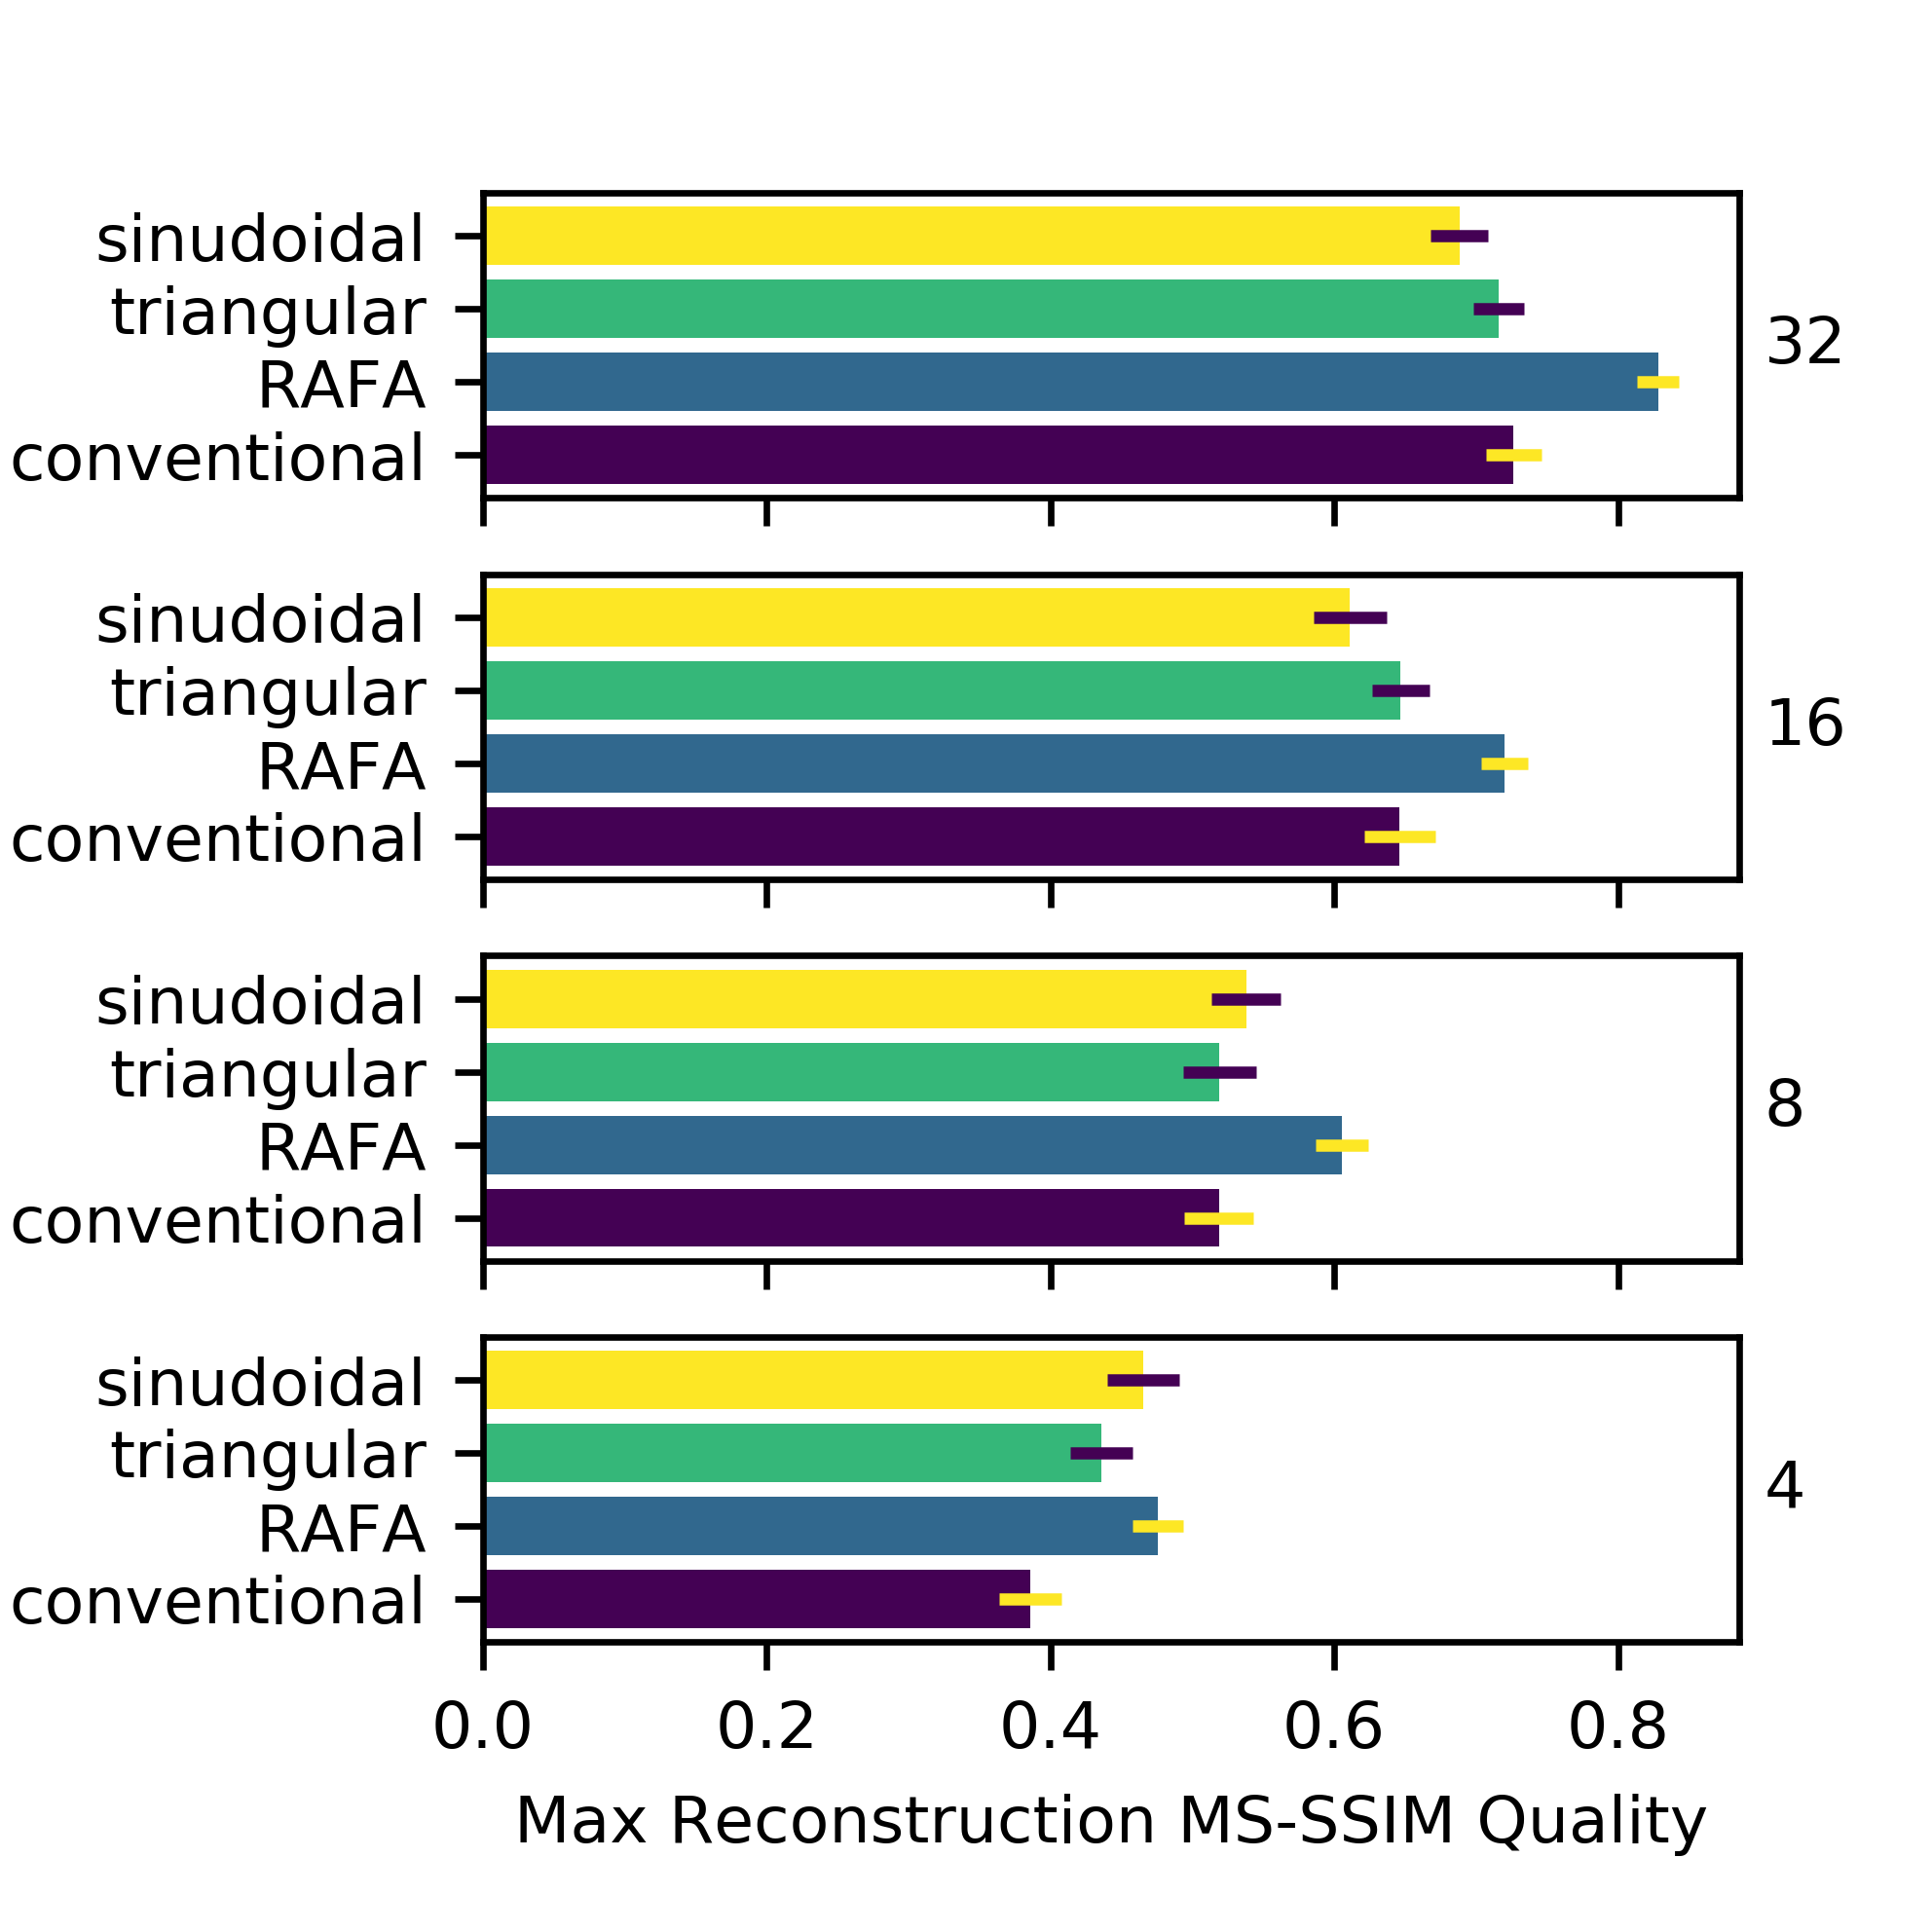 sinudoidal
triangular
RAFA
conventional
32
sinudoidal
triangular
RAFA
conventional
16
sinudoidal
triangular
RAFA
conventional
8
sinudoidal
triangular
RAFA
conventional
4
0.0 0.2 0.4 0.6 0.8
Max Reconstruction MS-SSIM Quality